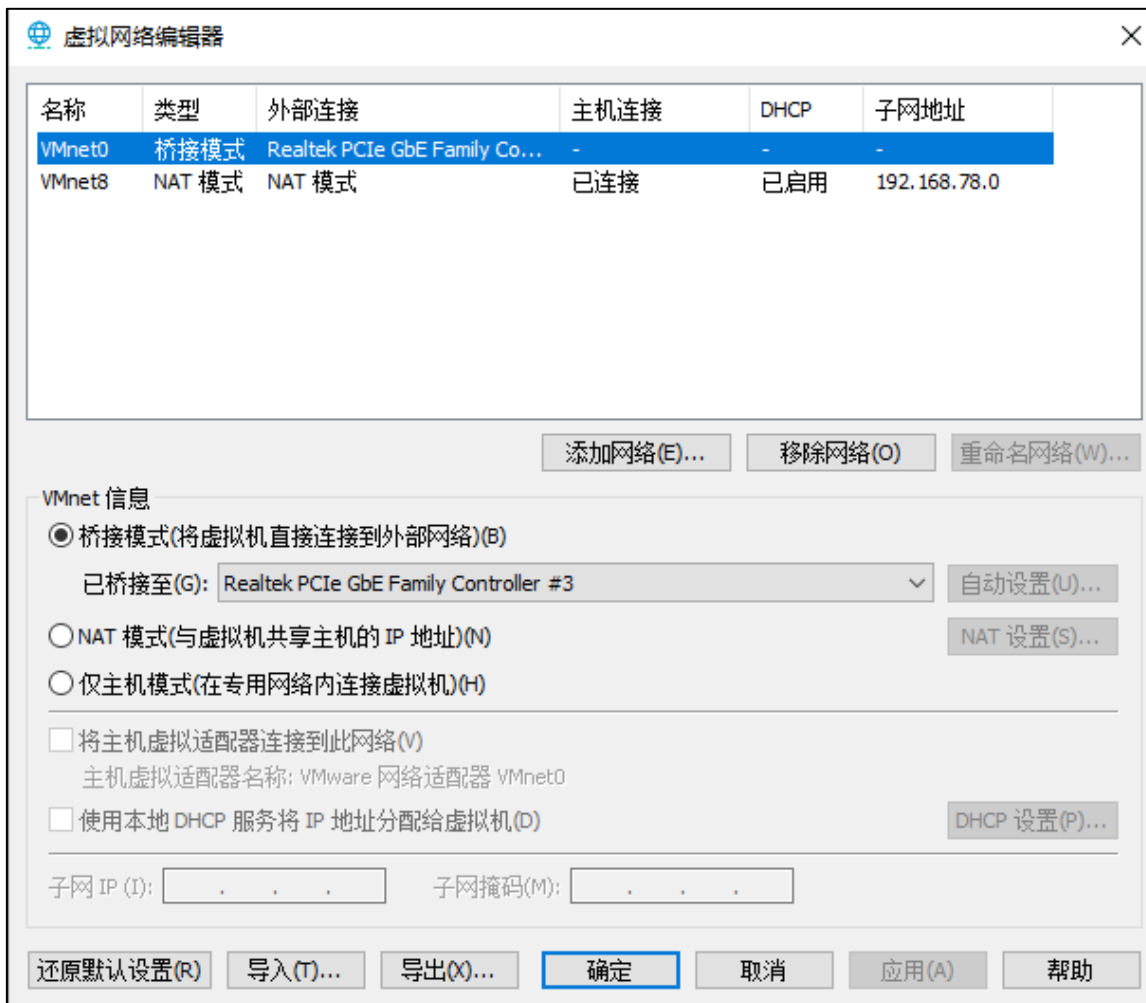 虚拟网络编辑器
名称 类型 外部连接 主机连接 DHCP 子网地址
VMnet0 桥接模式 Realtek PCIe GbE Family Co... - - -
VMnet8 NAT 模式 NAT 模式 已连接 已启用 192.168.78.0
添加网络(E)... 移除网络(O) 重命名网络(W)...
VMnet 信息
桥接模式(将虚拟机直接连接到外部网络)(B)
已桥接至(G): Realtek PCIe GbE Family Controller #3 自动设置(U)...
NAT 模式(与虚拟机共享主机的 IP 地址)(N) NAT 设置(S)...
仅主机模式(在专用网络内连接虚拟机)(H)
将主机虚拟适配器连接到此网络(V)
主机虚拟适配器名称: VMware 网络适配器 VMnet0
使用本地 DHCP 服务将 IP 地址分配给虚拟机(D) DHCP 设置(P)...
子网 IP (I): . . . 子网掩码(M): . . .
还原默认设置(R) 导入(T)... 导出(X)... 确定 取消 应用(A) 帮助